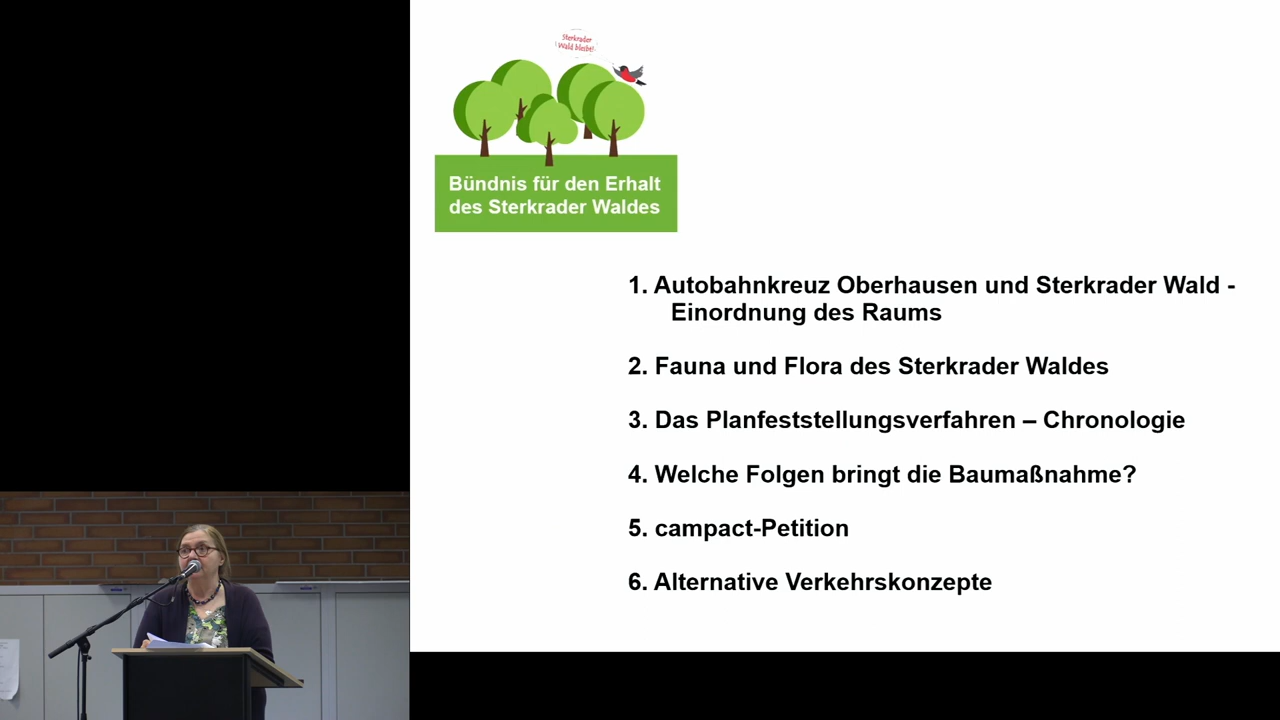 Sterkrader
Wald bleibt!
Bündnis für den Erhalt
des Sterkrader Waldes
1. Autobahnkreuz Oberhausen und Sterkrader Wald -
Einordnung des Raums
2. Fauna und Flora des Sterkrader Waldes
3. Das Planfeststellungsverfahren – Chronologie
4. Welche Folgen bringt die Baumaßnahme?
5. campact-Petition
6. Alternative Verkehrskonzepte